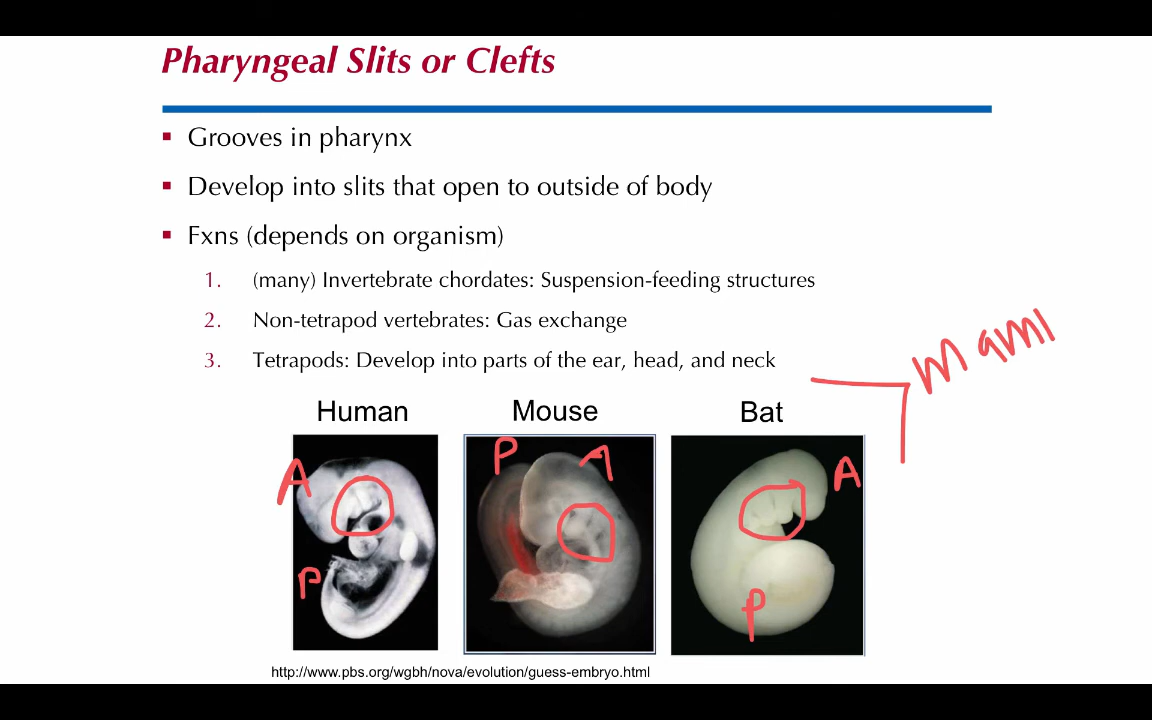 Pharyngeal Slits or Clefts
▪ Grooves in pharynx
▪ Develop into slits that open to outside of body
▪ Fxns (depends on organism)
1. (many) Invertebrate chordates: Suspension-feeding structures
2. Non-tetrapod vertebrates: Gas exchange
3. Tetrapods: Develop into parts of the ear, head, and neck
Human Mouse Bat
A P A A
P P
http://www.pbs.org/wgbh/nova/evolution/guess-embryo.html